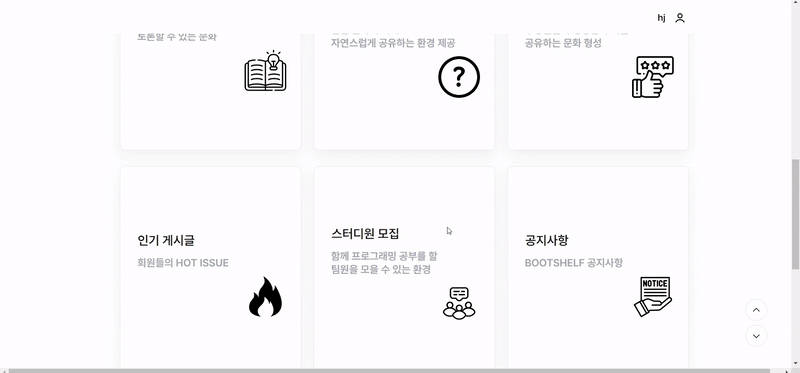 hj
토론할 수 있는 문화
자연스럽게 공유하는 환경 제공
공유하는 문화 형성
인기 게시글
회원들의 HOT ISSUE
스터디원 모집
함께 프로그래밍 공부를 할
팀원을 모을 수 있는 환경
공지사항
BOOTSHELF 공지사항
NOTICE